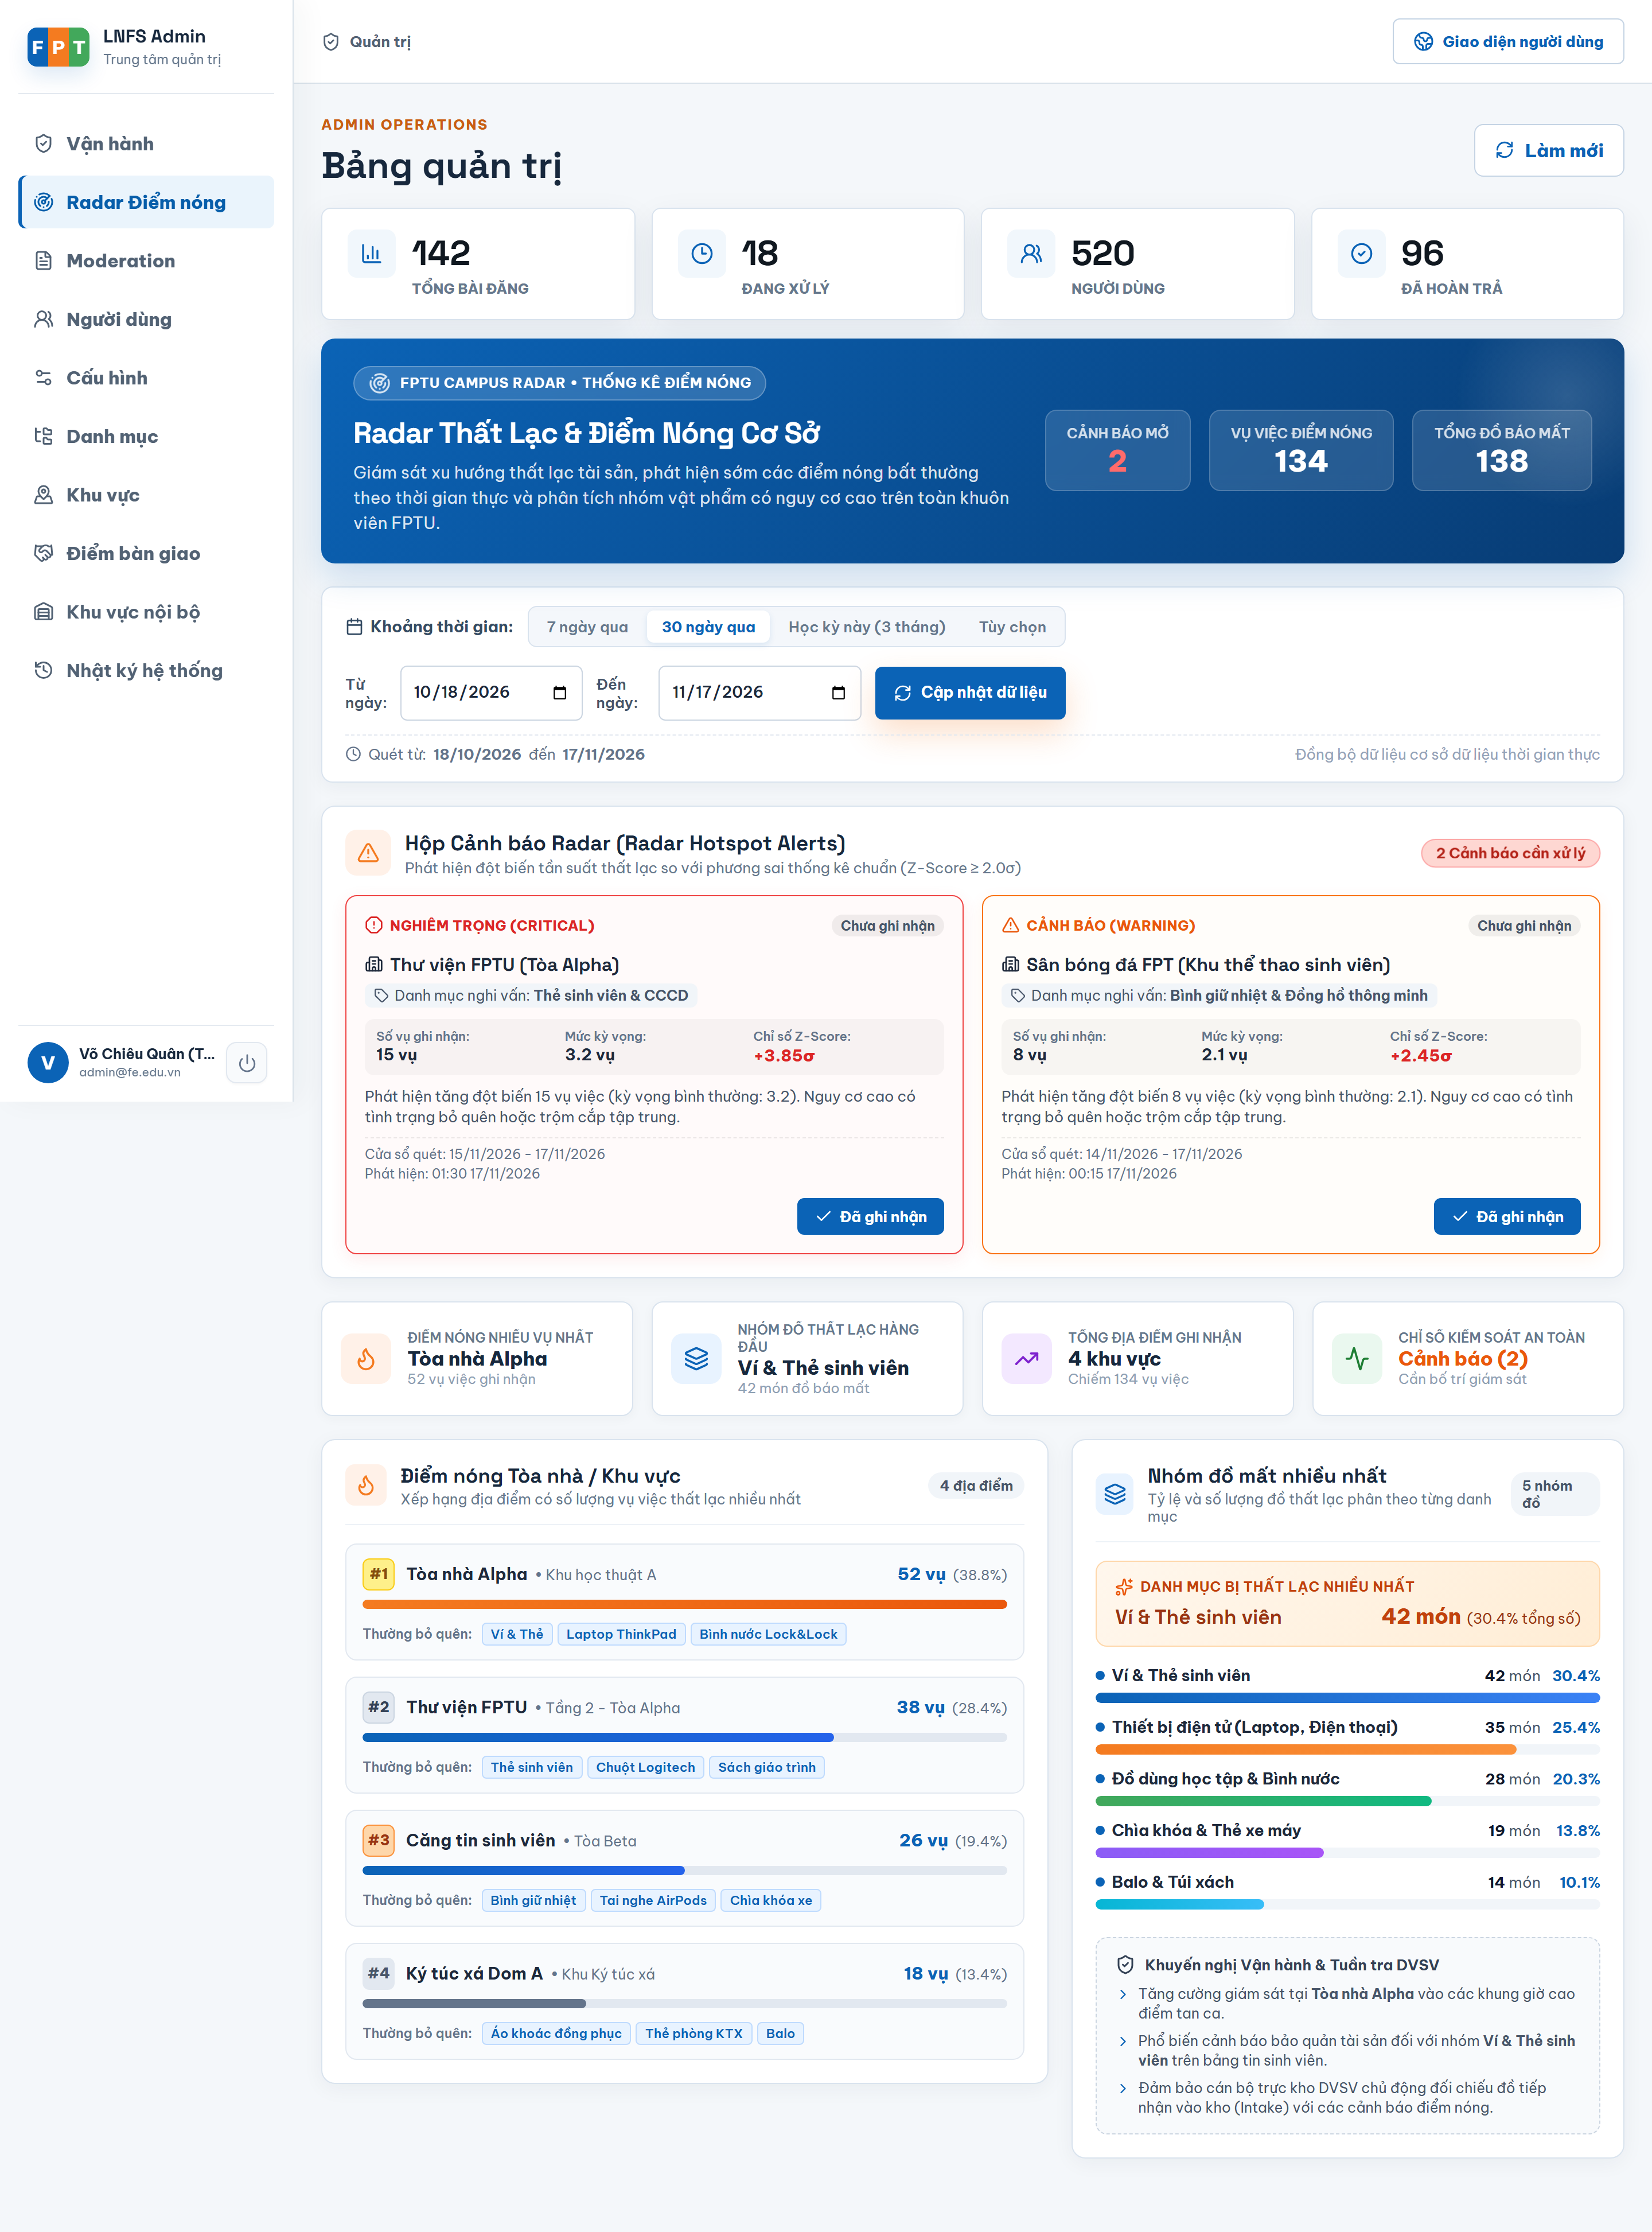 FPT
LNFS Admin
Trung tâm quản trị
Vận hành
Radar Điểm nóng
Moderation
Người dùng
Cấu hình
Danh mục
Khu vực
Điểm bàn giao
Khu vực nội bộ
Nhật ký hệ thống
V
Võ Chiêu Quân (T...
admin@fe.edu.vn
Quản trị
Giao diện người dùng
ADMIN OPERATIONS
Bảng quản trị
Làm mới
142
TỔNG BÀI ĐĂNG
18
ĐANG XỬ LÝ
520
NGƯỜI DÙNG
96
ĐÃ HOÀN TRẢ
FPTU CAMPUS RADAR • THỐNG KÊ ĐIỂM NÓNG
Radar Thất Lạc & Điểm Nóng Cơ Sở
Giám sát xu hướng thất lạc tài sản, phát hiện sớm các điểm nóng bất thường
theo thời gian thực và phân tích nhóm vật phẩm có nguy cơ cao trên toàn khuôn
viên FPTU.
CẢNH BÁO MỞ
2
VỤ VIỆC ĐIỂM NÓNG
134
TỔNG ĐỒ BÁO MẤT
138
Khoảng thời gian:
7 ngày qua
30 ngày qua
Học kỳ này (3 tháng)
Tùy chọn
Từ
ngày:
10/18/2026
Đến
ngày:
11/17/2026
Cập nhật dữ liệu
Quét từ: 18/10/2026 đến 17/11/2026
Đồng bộ dữ liệu cơ sở dữ liệu thời gian thực
Hộp Cảnh báo Radar (Radar Hotspot Alerts)
Phát hiện đột biến tần suất thất lạc so với phương sai thống kê chuẩn (Z-Score ≥ 2.0σ)
2 Cảnh báo cần xử lý
NGHIÊM TRỌNG (CRITICAL)
Chưa ghi nhận
Thư viện FPTU (Tòa Alpha)
Danh mục nghi vấn: Thẻ sinh viên & CCCD
Số vụ ghi nhận:
15 vụ
Mức kỳ vọng:
3.2 vụ
Chỉ số Z-Score:
+3.85σ
Phát hiện tăng đột biến 15 vụ việc (kỳ vọng bình thường: 3.2). Nguy cơ cao có
tình trạng bỏ quên hoặc trộm cắp tập trung.
Cửa sổ quét: 15/11/2026 - 17/11/2026
Phát hiện: 01:30 17/11/2026
Đã ghi nhận
CẢNH BÁO (WARNING)
Chưa ghi nhận
Sân bóng đá FPT (Khu thể thao sinh viên)
Danh mục nghi vấn: Bình giữ nhiệt & Đồng hồ thông minh
Số vụ ghi nhận:
8 vụ
Mức kỳ vọng:
2.1 vụ
Chỉ số Z-Score:
+2.45σ
Phát hiện tăng đột biến 8 vụ việc (kỳ vọng bình thường: 2.1). Nguy cơ cao có tình
trạng bỏ quên hoặc trộm cắp tập trung.
Cửa sổ quét: 14/11/2026 - 17/11/2026
Phát hiện: 00:15 17/11/2026
Đã ghi nhận
ĐIỂM NÓNG NHIỀU VỤ NHẤT
Tòa nhà Alpha
52 vụ việc ghi nhận
NHÓM ĐỒ THẤT LẠC HÀNG
ĐẦU
Ví & Thẻ sinh viên
42 món đồ báo mất
TỔNG ĐỊA ĐIỂM GHI NHẬN
4 khu vực
Chiếm 134 vụ việc
CHỈ SỐ KIỂM SOÁT AN TOÀN
Cảnh báo (2)
Cần bố trí giám sát
Điểm nóng Tòa nhà / Khu vực
Xếp hạng địa điểm có số lượng vụ việc thất lạc nhiều nhất
4 địa điểm
#1 Tòa nhà Alpha • Khu học thuật A 52 vụ (38.8%)
Thường bỏ quên: Ví & Thẻ Laptop ThinkPad Bình nước Lock&Lock
#2 Thư viện FPTU • Tầng 2 - Tòa Alpha 38 vụ (28.4%)
Thường bỏ quên: Thẻ sinh viên Chuột Logitech Sách giáo trình
#3 Căng tin sinh viên • Tòa Beta 26 vụ (19.4%)
Thường bỏ quên: Bình giữ nhiệt Tai nghe AirPods Chìa khóa xe
#4 Ký túc xá Dom A • Khu Ký túc xá 18 vụ (13.4%)
Thường bỏ quên: Áo khoác đồng phục Thẻ phòng KTX Balo
Nhóm đồ mất nhiều nhất
Tỷ lệ và số lượng đồ thất lạc phân theo từng danh
mục
5 nhóm
đồ
DANH MỤC BỊ THẤT LẠC NHIỀU NHẤT
Ví & Thẻ sinh viên 42 món (30.4% tổng số)
Ví & Thẻ sinh viên 42 món 30.4%
Thiết bị điện tử (Laptop, Điện thoại) 35 món 25.4%
Đồ dùng học tập & Bình nước 28 món 20.3%
Chìa khóa & Thẻ xe máy 19 món 13.8%
Balo & Túi xách 14 món 10.1%
Khuyến nghị Vận hành & Tuần tra DVSV
Tăng cường giám sát tại Tòa nhà Alpha vào các khung giờ cao
điểm tan ca.
Phổ biến cảnh báo bảo quản tài sản đối với nhóm Ví & Thẻ sinh
viên trên bảng tin sinh viên.
Đảm bảo cán bộ trực kho DVSV chủ động đối chiếu đồ tiếp
nhận vào kho (Intake) với các cảnh báo điểm nóng.